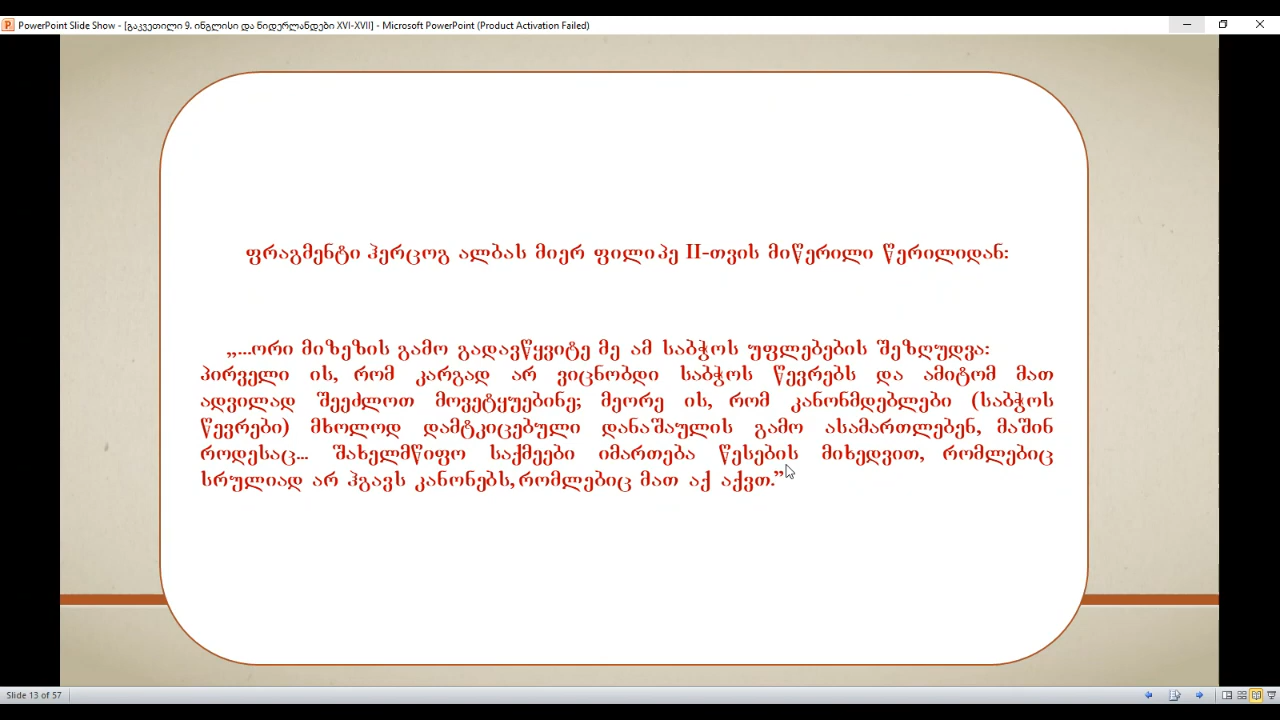 PowerPoint Slide Show - [გაკვეთილი 9. ინგლისი და ნიდერლანდები XVI-XVII] - Microsoft PowerPoint (Product Activation Failed)
ფრაგმენტი ჰერცოგ ალბას მიერ ფილიპე II-თვის მიწერილი წერილიდან:
„...ორი მიზეზის გამო გადავწყვიტე მე ამ საბჭოს უფლებების შეზღუდვა:
პირველი ის, რომ კარგად არ ვიცნობდი საბჭოს წევრებს და ამიტომ მათ
ადვილად შეეძლოთ მოვეტყუებინე; მეორე ის, რომ კანონმდებლები (საბჭოს
წევრები) მხოლოდ დამტკიცებული დანაშაულის გამო ასამართლებენ, მაშინ
როდესაც... შახელმწიფო საქმეები იმართება წესების მიხედვით, რომლებიც
სრულიად არ ჰგავს კანონებს, რომლებიც მათ აქ აქვთ.”
Slide 13 of 57